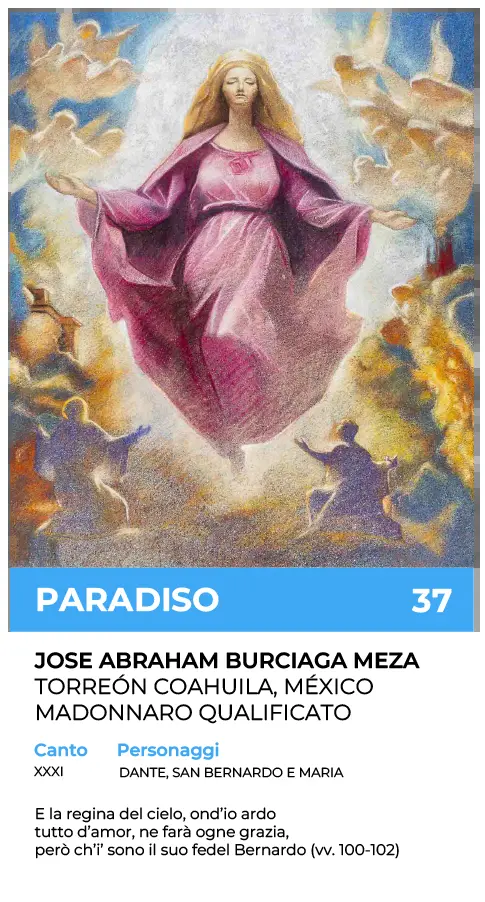 PARADISO 37
JOSE ABRAHAM BURCIAGA MEZA
TORREÓN COAHUILA, MÉXICO
MADONNARO QUALIFICATO
Canto Personaggi
XXXI DANTE, SAN BERNARDO E MARIA
E la regina del cielo, ond'io ardo
tutto d'amor, ne farà ogne grazia,
però ch'i' sono il suo fedel Bernardo (vv. 100-102)